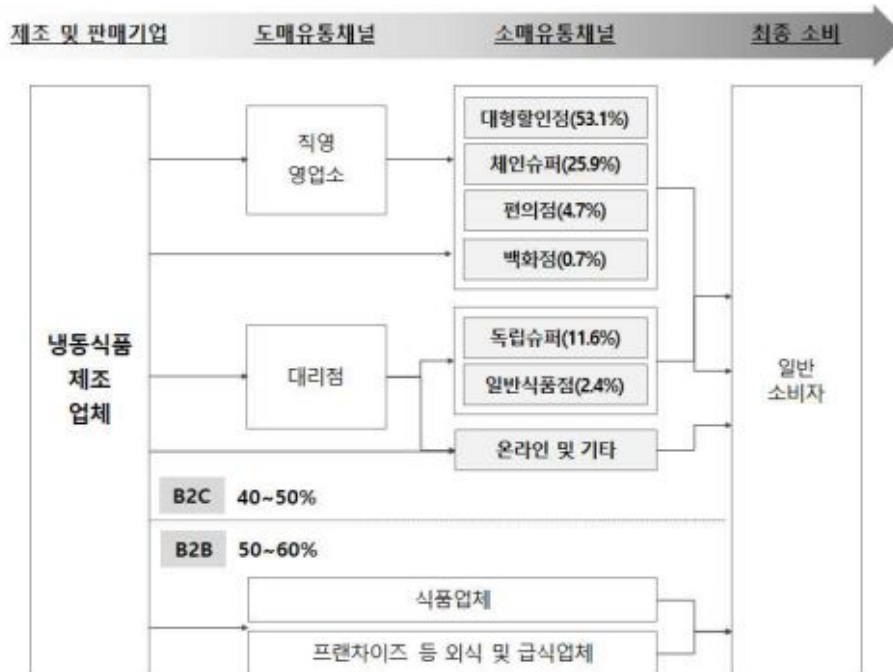 제조 및 판매기업
도매유통채널
소매유통채널
최종 소비
냉동식품
제조
업체
직영
영업소
대형할인점(53.1%)
체인슈퍼(25.9%)
편의점(4.7%)
백화점(0.7%)
대리점
독립슈퍼(11.6%)
일반식품점(2.4%)
온라인 및 기타
일반
소비자
B2C 40~50%
B2B 50~60%
식품업체
프랜차이즈 등 외식 및 급식업체